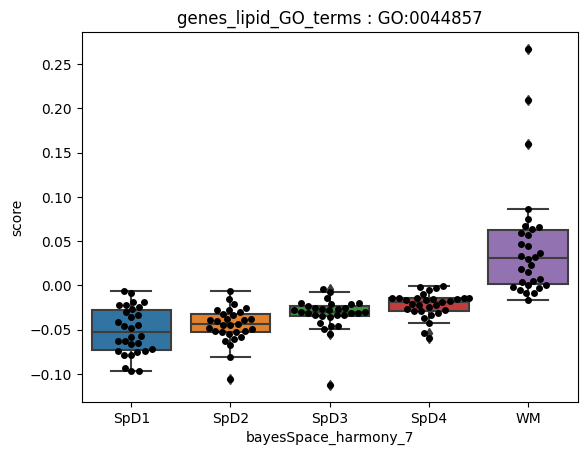 genes_lipid_GO_terms : GO:0044857
score
0.25
0.20
0.15
0.10
0.05
0.00
−0.05
−0.10
SpD1 SpD2 SpD3 SpD4 WM
bayesSpace_harmony_7